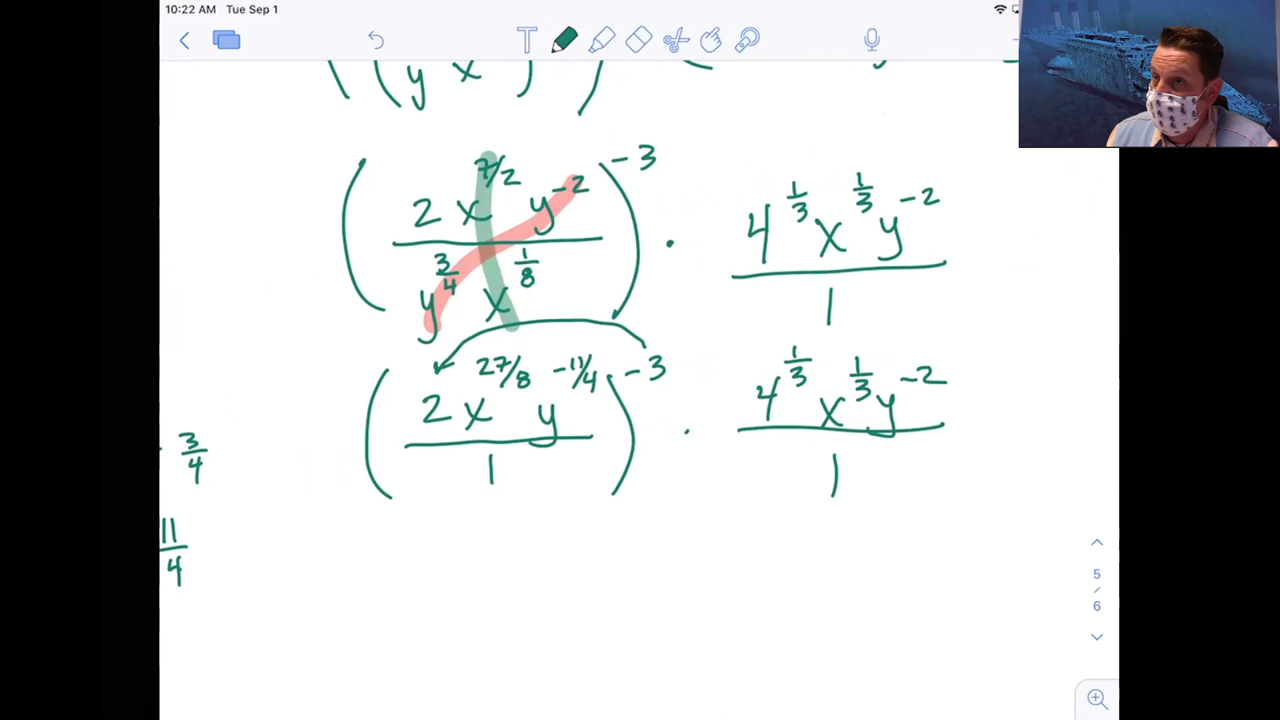 10:22 AM Tue Sep 1
T
y x
( 2 x^7/2 y^-2 / y^3/4 x^1/8 )^-3 · 4^1/3 x^1/3 y^-2 / 1
( 2 x^27/8 y^-11/4 / 1 )^-3 · 4^1/3 x^1/3 y^-2 / 1
3/4
11/4
5 / 6